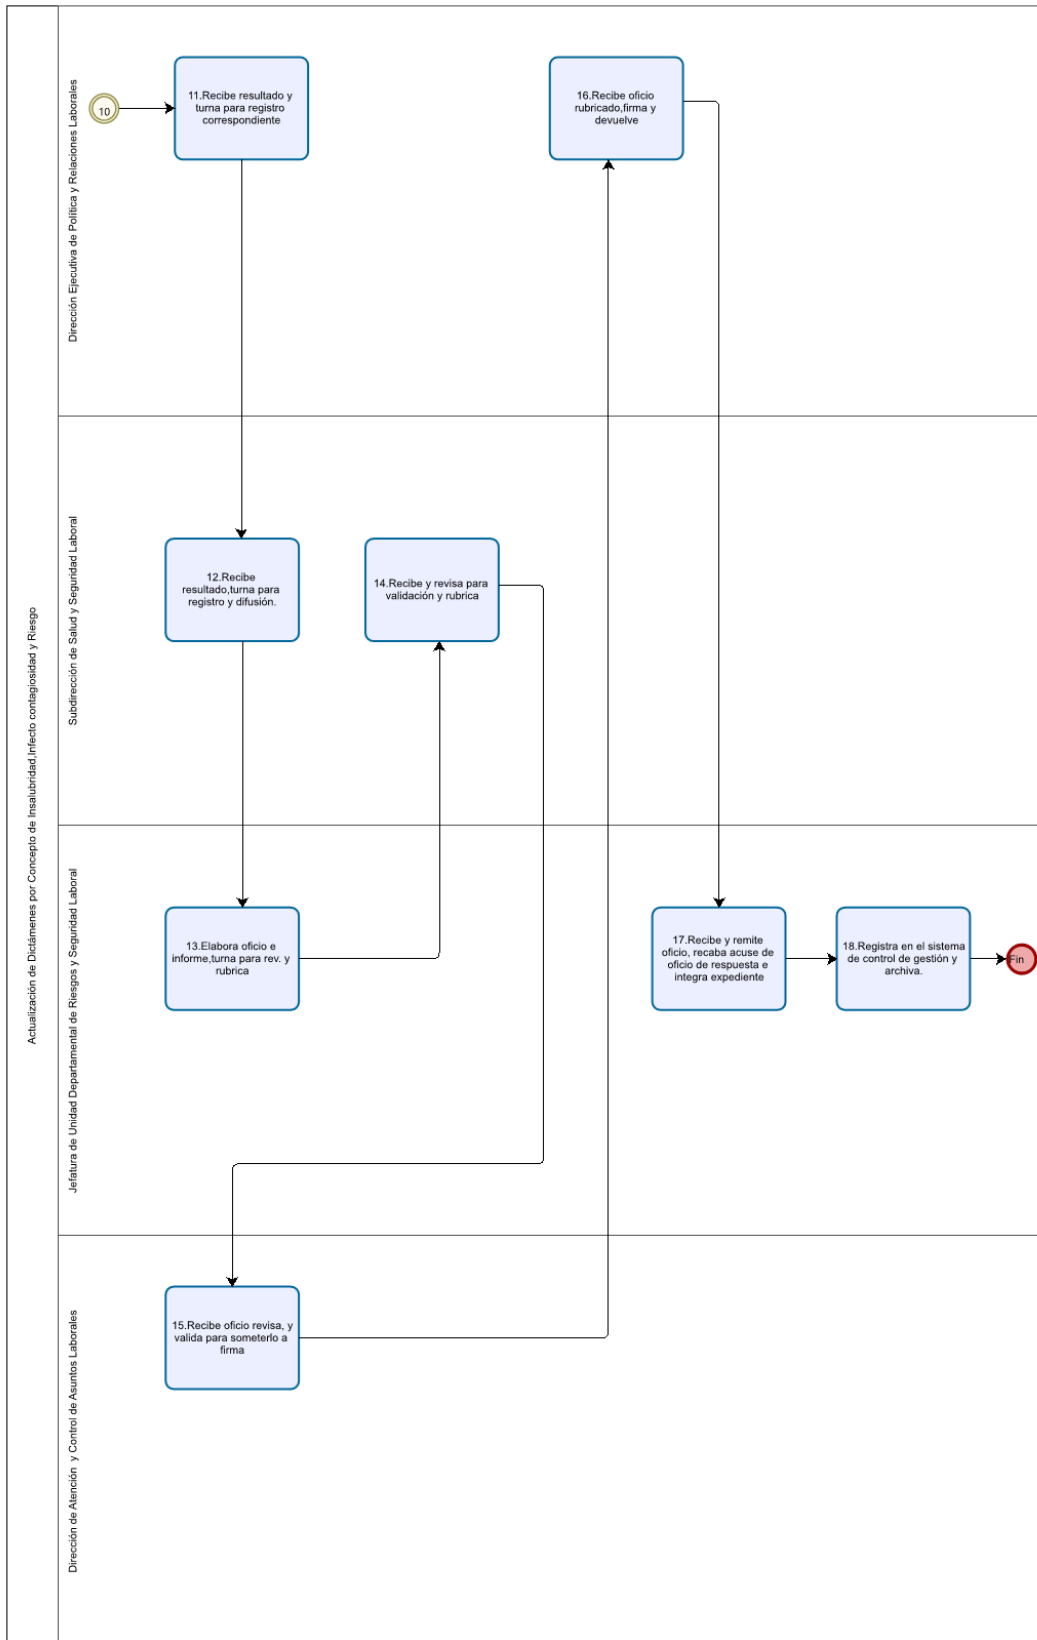 Actualización de Dictámenes por Concepto de Insalubridad,Infecto contagiosidad y Riesgo
Dirección Ejecutiva de Política y Relaciones Laborales
10
11.Recibe resultado y
turna para registro
correspondiente
16.Recibe oficio
rubricado,firma y
devuelve
Subdirección de Salud y Seguridad Laboral
12.Recibe
resultado,turna para
registro y difusión.
14.Recibe y revisa para
validación y rubrica
Jefatura de Unidad Departamental de Riesgos y Seguridad Laboral
13.Elabora oficio e
informe,turna para rev. y
rubrica
17.Recibe y remite
oficio, recaba acuse de
oficio de respuesta e
integra expediente
18.Registra en el sistema
de control de gestión y
archiva.
Fin
Dirección de Atención y Control de Asuntos Laborales
15.Recibe oficio revisa, y
valida para someterlo a
firma